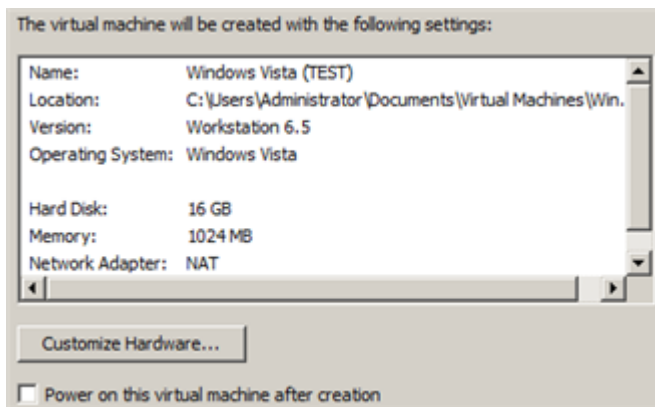 The virtual machine will be created with the following settings:
Name: Windows Vista (TEST)
Location: C:\Users\Administrator\Documents\Virtual Machines\Win.
Version: Workstation 6.5
Operating System: Windows Vista
Hard Disk: 16 GB
Memory: 1024 MB
Network Adapter: NAT
Customize Hardware...
Power on this virtual machine after creation